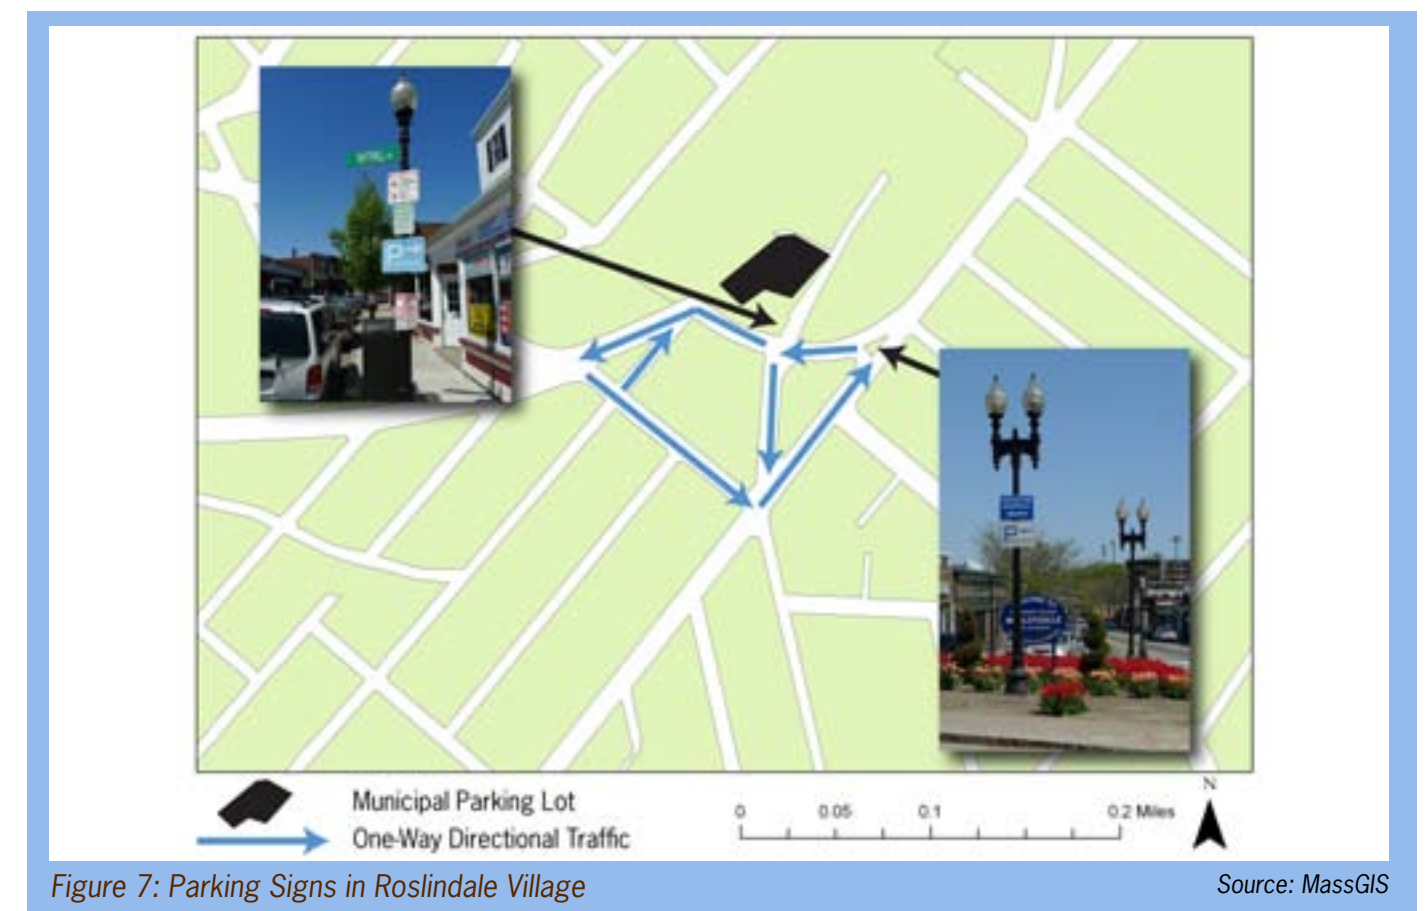 P
P
N
Municipal Parking Lot
One-Way Directional Traffic
0
0.05
0.1
0.2 Miles
Figure 7: Parking Signs in Roslindale Village
Source: MassGIS